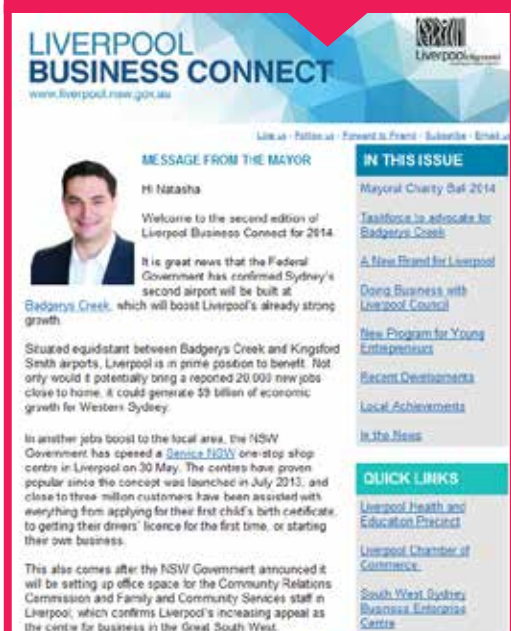 LIVERPOOL
BUSINESS CONNECT
www.liverpool.nsw.gov.au
Like us - Follow us - Forward to Friend - Subscribe - Email us
MESSAGE FROM THE MAYOR
Hi Natasha
Welcome to the second edition of
Liverpool Business Connect for 2014.
It is great news that the Federal
Government has confirmed Sydney's
second airport will be built at
Badgerys Creek, which will boost Liverpool's already strong
growth.
Situated equidistant between Badgerys Creek and Kingsford
Smith airports, Liverpool is in prime position to benefit. Not
only would it potentially bring a reported 20,000 new jobs
close to home, it could generate $9 billion of economic
growth for Western Sydney.
In another jobs boost to the local area, the NSW
Government has opened a Service NSW one-stop shop
centre in Liverpool on 30 May. The centres have proven
popular since the concept was launched in July 2013, and
close to three million customers have been assisted with
everything from applying for their first child's birth certificate,
to getting their drivers' licence for the first time, or starting
their own business.
This also comes after the NSW Government announced it
will be setting up office space for the Community Relations
Commission and Family and Community Services staff in
Liverpool, which confirms Liverpool's increasing appeal as
the centre for business in the Great South West.
Liverpool
IN THIS ISSUE
Mayoral Charity Ball 2014
Taskforce to advocate for
Badgerys Creek
A New Brand for Liverpool
Doing Business with
Liverpool Council
New Program for Young
Entrepreneurs
Recent Developments
Local Achievements
In the News
QUICK LINKS
Liverpool Health and
Education Precinct
Liverpool Chamber of
Commerce
South West Sydney
Business Enterprise
Centre